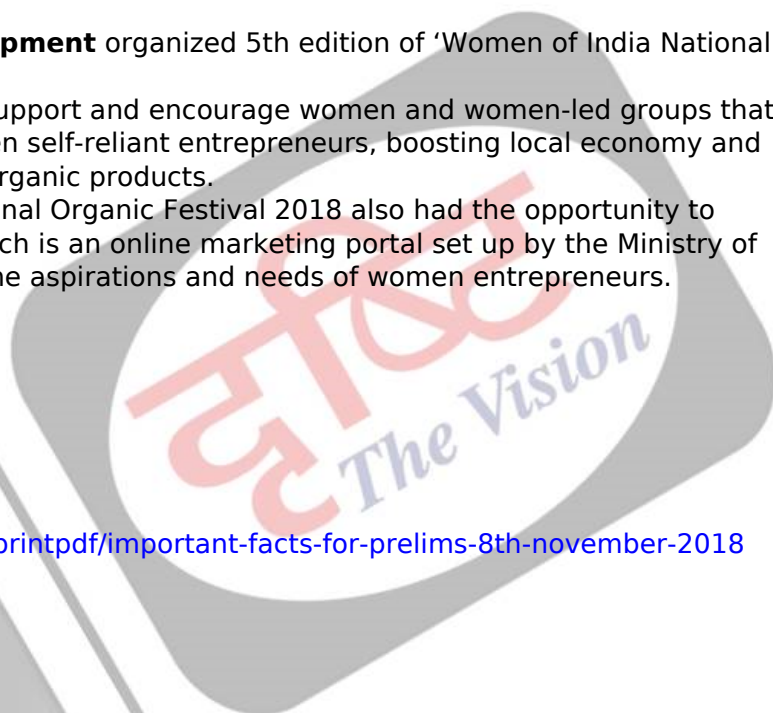 pment organized 5th edition of ‘Women of India National
upport and encourage women and women-led groups that
n self-reliant entrepreneurs, boosting local economy and
rganic products.
nal Organic Festival 2018 also had the opportunity to
ch is an online marketing portal set up by the Ministry of
ne aspirations and needs of women entrepreneurs.
दृष्टि
The Vision
printpdf/important-facts-for-prelims-8th-november-2018